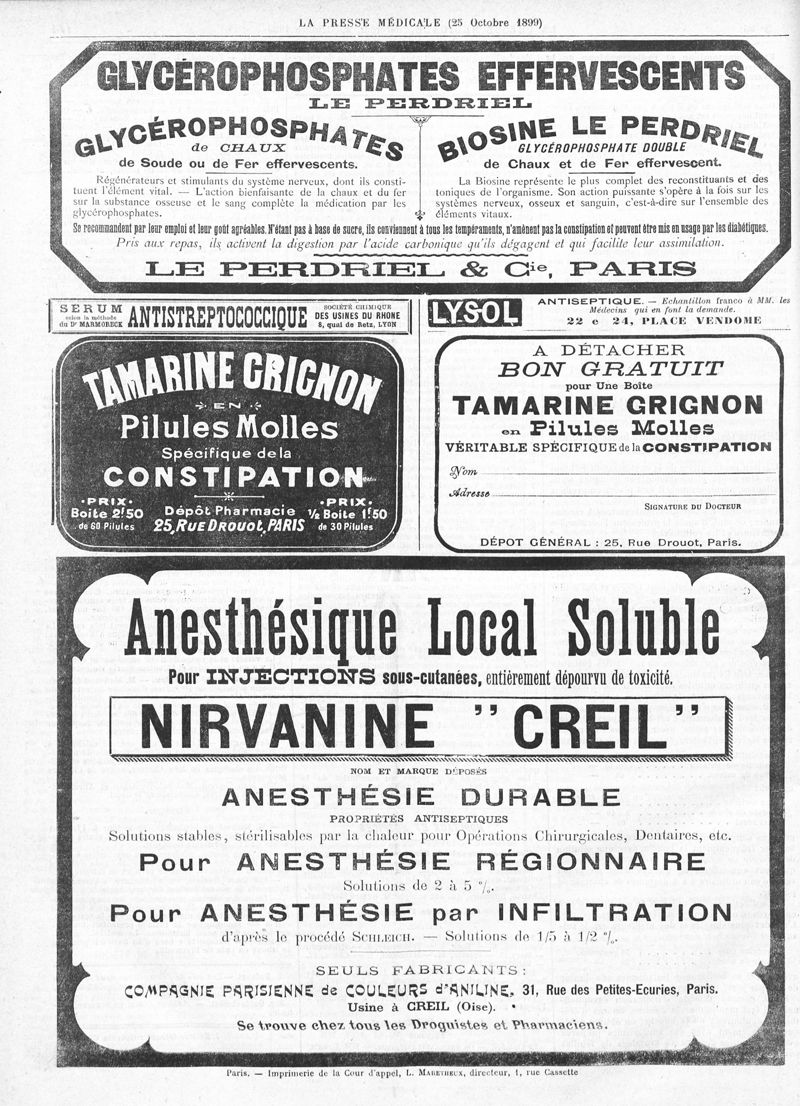 LA PRESSE MÉDICALE (25 Octobre 1899)
GLYCÉROPHOSPHATES EFFERVESCENTS
LE PERDRIEL
GLYCÉROPHOSPHATES
de CHAUX
de Soude ou de Fer effervescents.
Régénérateurs et stimulants du système nerveux, dont ils consti-
tuent l'élément vital. — L'action bienfaisante de la chaux et du fer
sur la substance osseuse et le sang complète la médication par les
glycérophosphates.
BIOSINE LE PERDRIEL
GLYCÉROPHOSPHATE DOUBLE
de Chaux et de Fer effervescent.
La Biosine représente le plus complet des reconstituants et des
toniques de l'organisme. Son action puissante s'opère à la fois sur les
systèmes nerveux, osseux et sanguin, c'est-à-dire sur l'ensemble des
éléments vitaux.
Se recommandent par leur emploi et leur goût agréables. N'étant pas à base de sucre, ils conviennent à tous les tempéraments, n'amènent pas la constipation et peuvent être mis en usage par les diabétiques.
Pris aux repas, ils activent la digestion par l'acide carbonique qu'ils dégagent et qui facilite leur assimilation.
LE PERDRIEL & Cie, PARIS
SERUM
selon la méthode
du Dr MARMORECK
ANTISTREPTOCOCCIQUE
SOCIÉTÉ CHIMIQUE
DES USINES DU RHONE
8, quai de Retz, LYON
LYSOL
ANTISEPTIQUE. — Echantillon franco à MM. les
Médecins qui en font la demande.
22 e 24, PLACE VENDOME
TAMARINE GRIGNON
EN
Pilules Molles
Spécifique de la
CONSTIPATION
PRIX
Boite 2f50
de 60 Pilules
Dépôt Pharmacie
25, RUE DROUOT, PARIS
PRIX
½ Boite 1f50
de 30 Pilules
A DÉTACHER
BON GRATUIT
pour Une Boîte
TAMARINE GRIGNON
en Pilules Molles
VÉRITABLE SPÉCIFIQUE de la CONSTIPATION
Nom
Adresse
SIGNATURE DU DOCTEUR
DÉPOT GÉNÉRAL : 25, Rue Drouot, Paris.
Anesthésique Local Soluble
Pour INJECTIONS sous-cutanées, entièrement dépourvu de toxicité.
NIRVANINE "CREIL"
NOM ET MARQUE DÉPOSÉS
ANESTHÉSIE DURABLE
PROPRIÉTÉS ANTISEPTIQUES
Solutions stables, stérilisables par la chaleur pour Opérations Chirurgicales, Dentaires, etc.
Pour ANESTHÉSIE RÉGIONNAIRE
Solutions de 2 à 5 %.
Pour ANESTHÉSIE par INFILTRATION
d'après le procédé SCHLEICH. — Solutions de 1/5 à 1/2 %.
SEULS FABRICANTS :
COMPAGNIE PARISIENNE de COULEURS d'ANILINE, 31, Rue des Petites-Ecuries, Paris.
Usine à CREIL (Oise).
Se trouve chez tous les Droguistes et Pharmaciens.
Paris. — Imprimerie de la Cour d'appel, L. MARETHEUX, directeur, 1, rue Cassette